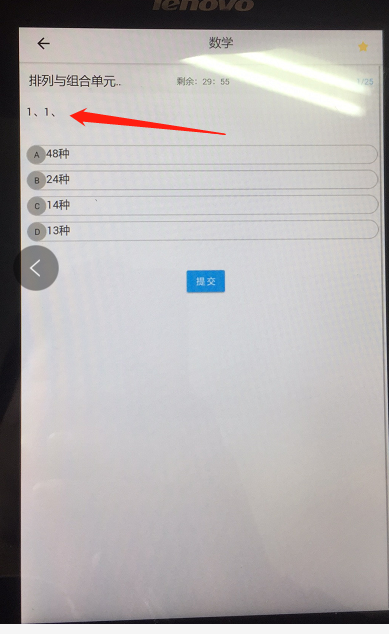 lenovo
数学
排列与组合单元..
剩余：29：55
1/25
1、1、
A 48种
B 24种
C 14种
D 13种
提交